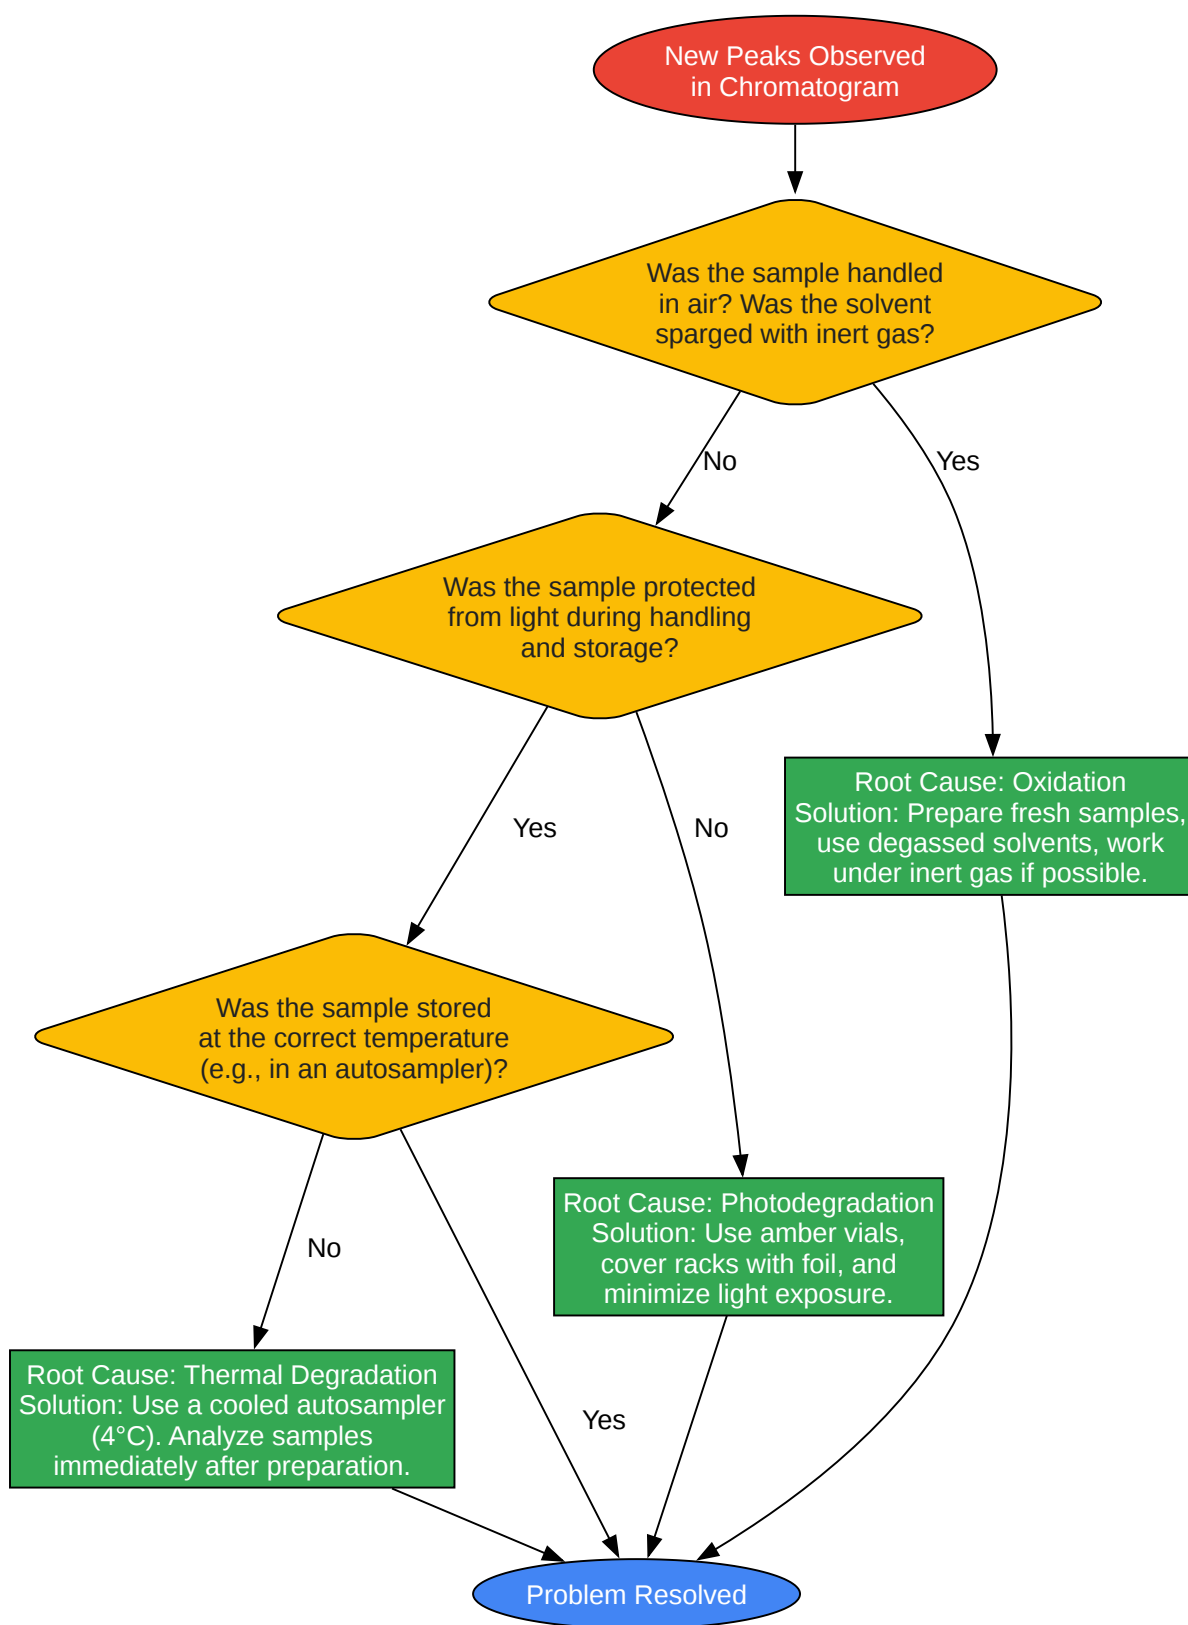 New Peaks Observed
in Chromatogram
Was the sample handled
in air? Was the solvent
sparged with inert gas?
No
Yes
Was the sample protected
from light during handling
and storage?
Yes
No
Root Cause: Oxidation
Solution: Prepare fresh samples,
use degassed solvents, work
under inert gas if possible.
Was the sample stored
at the correct temperature
(e.g., in an autosampler)?
No
Yes
Root Cause: Photodegradation
Solution: Use amber vials,
cover racks with foil, and
minimize light exposure.
Root Cause: Thermal Degradation
Solution: Use a cooled autosampler
(4°C). Analyze samples
immediately after preparation.
Problem Resolved